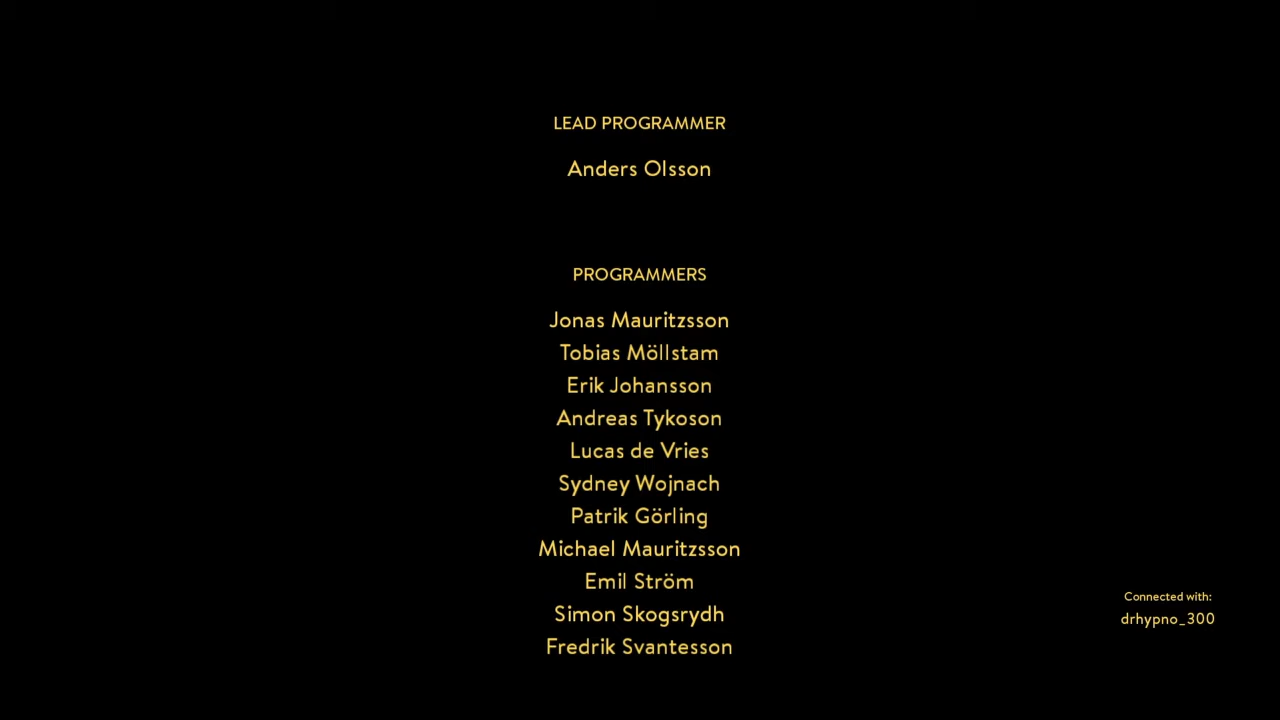 LEAD PROGRAMMER
Anders Olsson
PROGRAMMERS
Jonas Mauritzsson
Tobias Möllstam
Erik Johansson
Andreas Tykoson
Lucas de Vries
Sydney Wojnach
Patrik Görling
Michael Mauritzsson
Emil Ström
Simon Skogsrydh
Fredrik Svantesson
Connected with:
drhypno_300